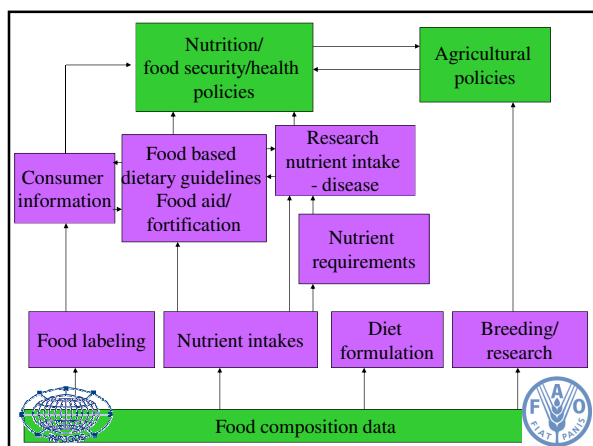 Nutrition/
food security/health
policies
Agricultural
policies
Consumer
information
Food based
dietary guidelines
Food aid/
fortification
Research
nutrient intake
- disease
Nutrient
requirements
Food labeling
Nutrient intakes
Diet
formulation
Breeding/
research
INFOODS
Food composition data
F A O
FIAT PANIS